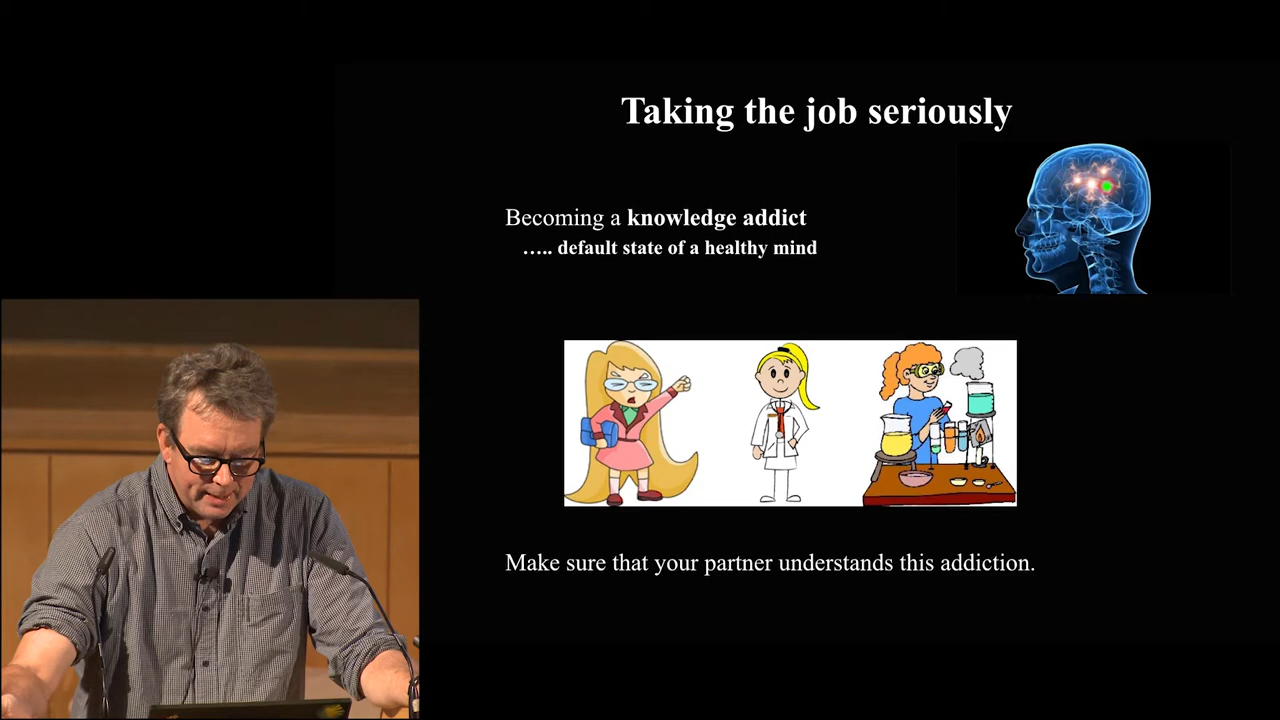 Taking the job seriously
Becoming a knowledge addict
….. default state of a healthy mind
Make sure that your partner understands this addiction.